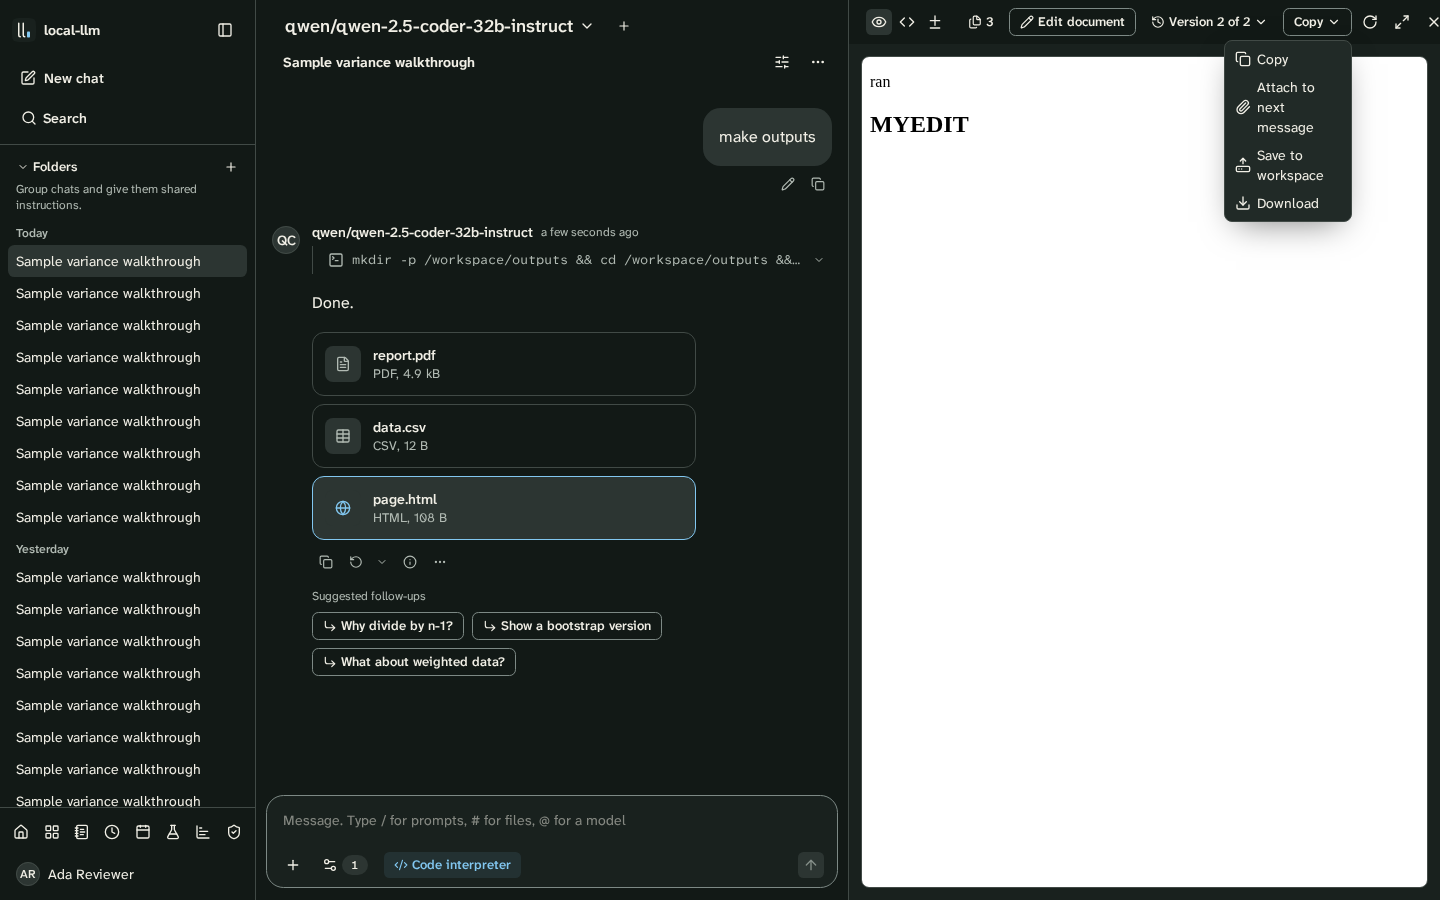 local-llm
New chat
Search
Folders
Group chats and give them shared
instructions.
Today
Sample variance walkthrough
Sample variance walkthrough
Sample variance walkthrough
Sample variance walkthrough
Sample variance walkthrough
Sample variance walkthrough
Sample variance walkthrough
Sample variance walkthrough
Sample variance walkthrough
Yesterday
Sample variance walkthrough
Sample variance walkthrough
Sample variance walkthrough
Sample variance walkthrough
Sample variance walkthrough
Sample variance walkthrough
Sample variance walkthrough
Sample variance walkthrough
AR Ada Reviewer
qwen/qwen-2.5-coder-32b-instruct
Sample variance walkthrough
make outputs
QC qwen/qwen-2.5-coder-32b-instruct a few seconds ago
mkdir -p /workspace/outputs && cd /workspace/outputs &&…
Done.
report.pdf
PDF, 4.9 kB
data.csv
CSV, 12 B
page.html
HTML, 108 B
Suggested follow-ups
Why divide by n-1? Show a bootstrap version
What about weighted data?
Message. Type / for prompts, # for files, @ for a model
1 Code interpreter
3 Edit document Version 2 of 2 Copy
Copy
Attach to
next
message
Save to
workspace
Download
ran
MYEDIT